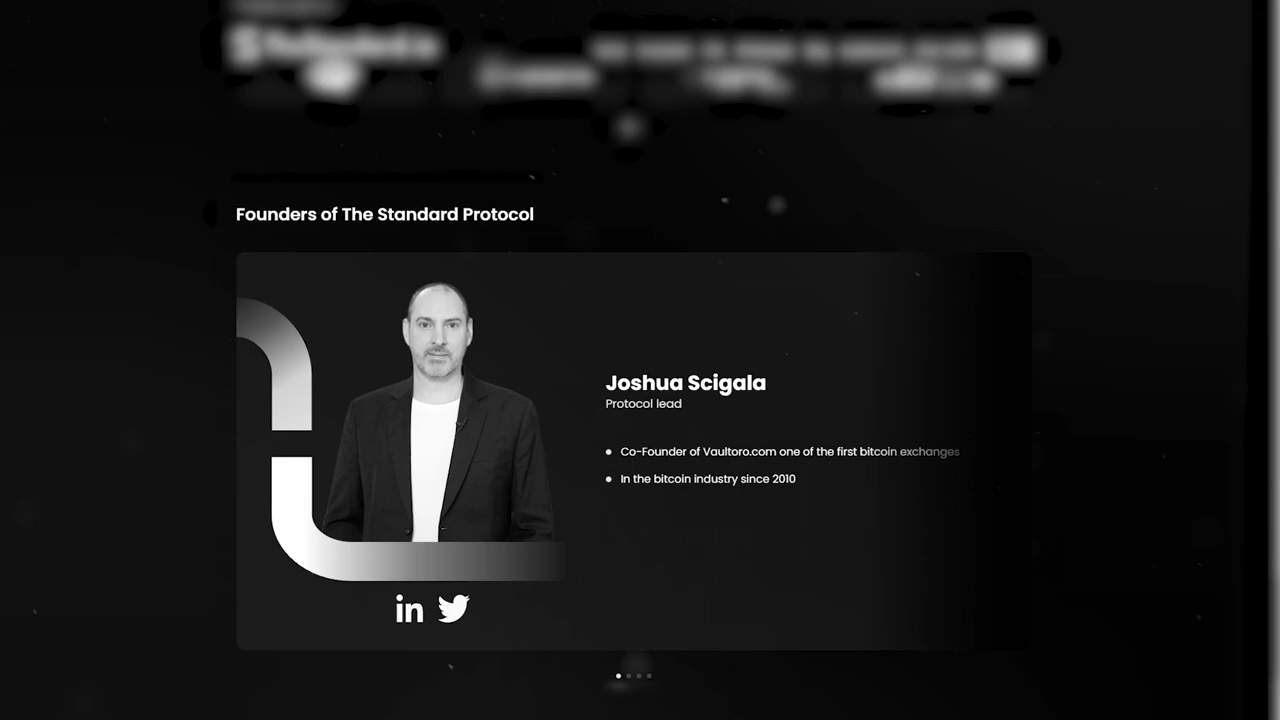 Founders of The Standard Protocol
Joshua Scigala
Protocol lead
Co-Founder of Vaultoro.com one of the first bitcoin exchanges
In the bitcoin industry since 2010
in